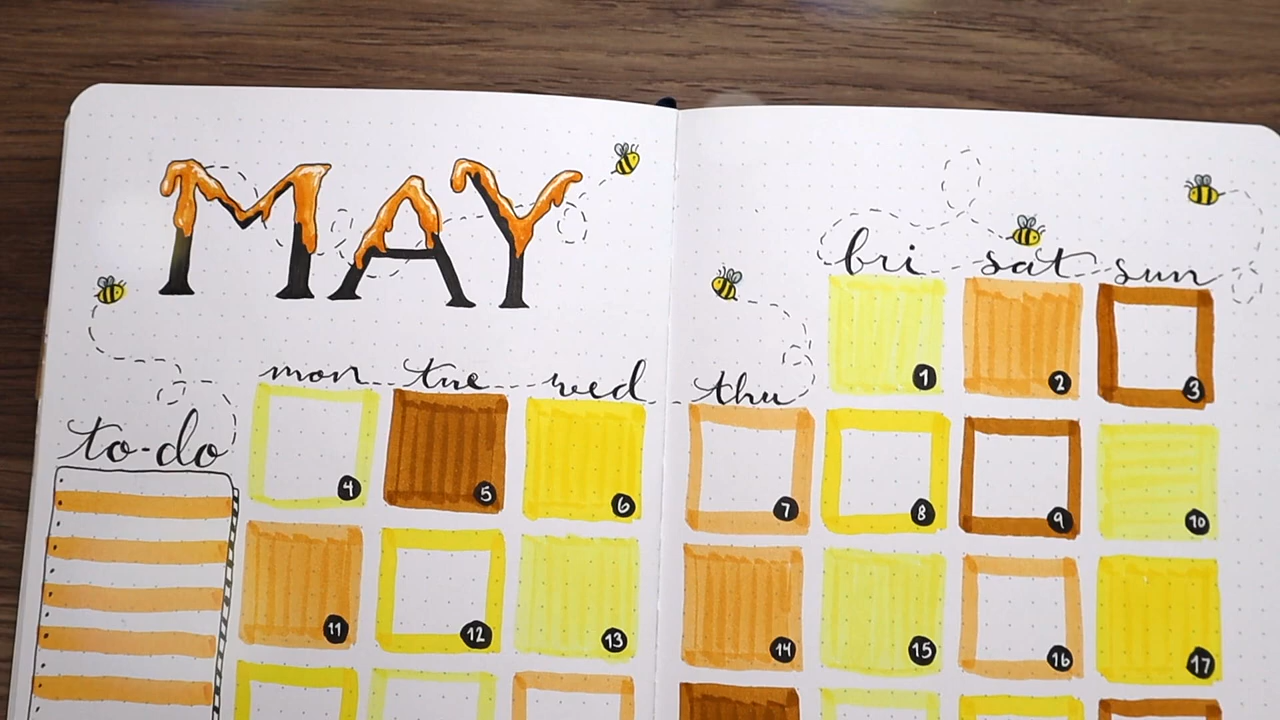 MAY
fri sat sun
1 2 3
mon tue wed thu
4 5 6 7 8 9 10
to-do
11 12 13 14 15 16 17